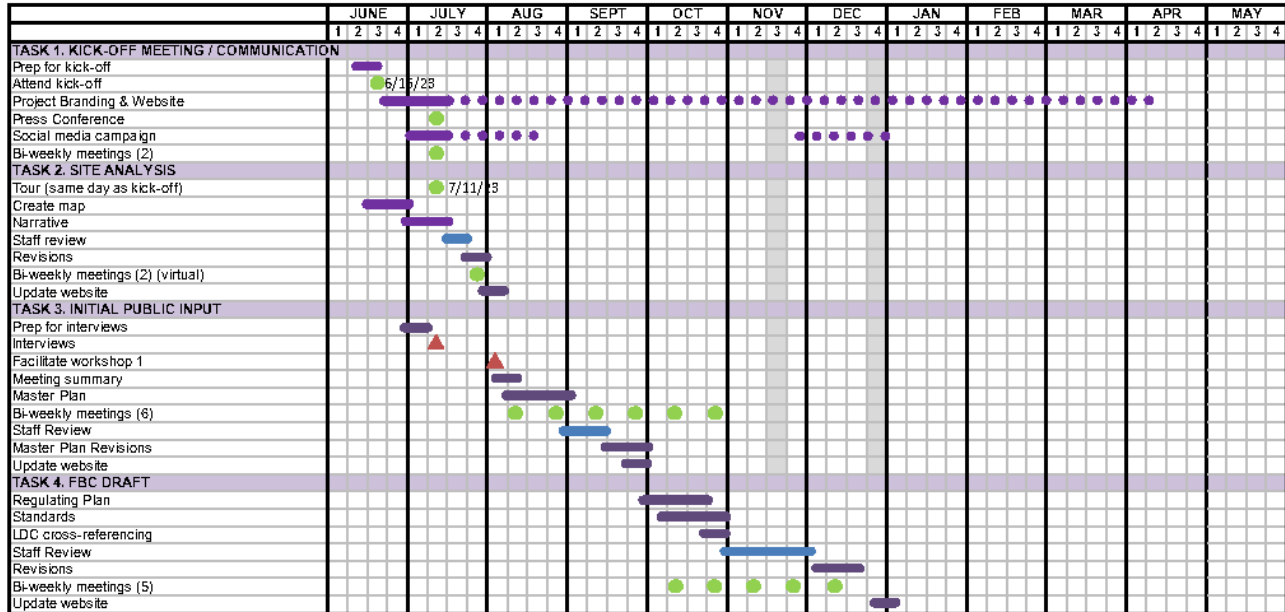 JUNE JULY AUG SEPT OCT NOV DEC JAN FEB MAR APR MAY
1 2 3 4 1 2 3 4 1 2 3 4 1 2 3 4 1 2 3 4 1 2 3 4 1 2 3 4 1 2 3 4 1 2 3 4 1 2 3 4 1 2 3 4 1 2 3 4
TASK 1. KICK-OFF MEETING / COMMUNICATION
Prep for kick-off
Attend kick-off 6/15/23
Project Branding & Website
Press Conference
Social media campaign
Bi-weekly meetings (2)
TASK 2. SITE ANALYSIS
Tour (same day as kick-off) 7/11/23
Create map
Narrative
Staff review
Revisions
Bi-weekly meetings (2) (virtual)
Update website
TASK 3. INITIAL PUBLIC INPUT
Prep for interviews
Interviews
Facilitate workshop 1
Meeting summary
Master Plan
Bi-weekly meetings (6)
Staff Review
Master Plan Revisions
Update website
TASK 4. FBC DRAFT
Regulating Plan
Standards
LDC cross-referencing
Staff Review
Revisions
Bi-weekly meetings (5)
Update website